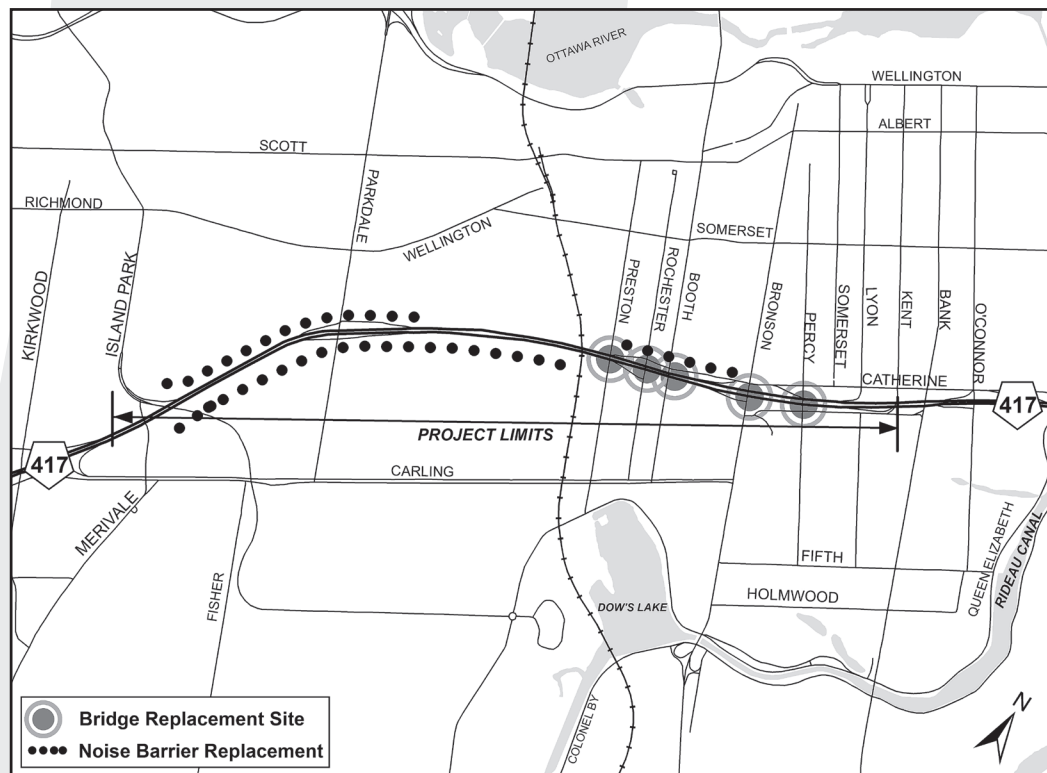 OTTAWA RIVER
WELLINGTON
ALBERT
SCOTT
PARKDALE
RICHMOND
WELLINGTON
SOMERSET
KIRKWOOD
ISLAND PARK
PRESTON
ROCHESTER
BOOTH
BRONSON
PERCY
SOMERSET
LYON
KENT
BANK
O'CONNOR
CATHERINE
417
PROJECT LIMITS
417
CARLING
MERIVALE
FISHER
FIFTH
HOLMWOOD
QUEEN ELIZABETH
RIDEAU CANAL
DOW'S LAKE
COLONEL BY
N
Bridge Replacement Site
Noise Barrier Replacement